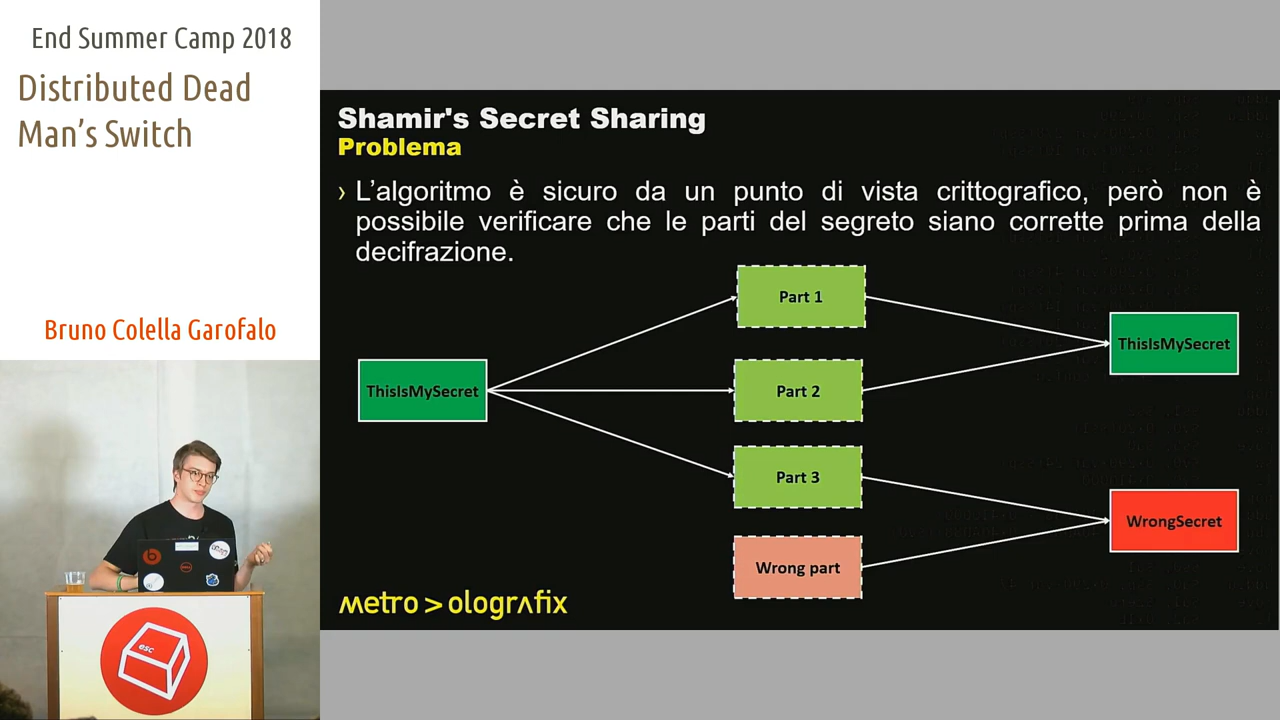 End Summer Camp 2018
Distributed Dead
Man’s Switch
Bruno Colella Garofalo
Shamir's Secret Sharing
Problema
› L’algoritmo è sicuro da un punto di vista crittografico, però non è
possibile verificare che le parti del segreto siano corrette prima della
decifrazione.
Part 1
ThisIsMySecret
ThisIsMySecret
Part 2
Part 3
WrongSecret
Wrong part
metro > olografix
esc